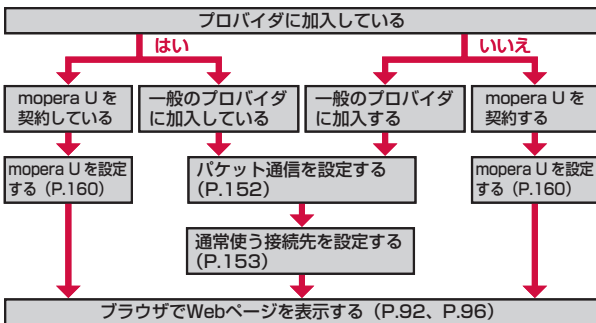 プロバイダに加入している
はい
いいえ
mopera U を
契約している
一般のプロバイダ
に加入している
一般のプロバイダ
に加入する
mopera U を
契約する
mopera U を設定
する（P.160）
パケット通信を設定する
（P.152）
mopera U を設定
する（P.160）
通常使う接続先を設定する
（P.153）
ブラウザでWebページを表示する（P.92、P.96）